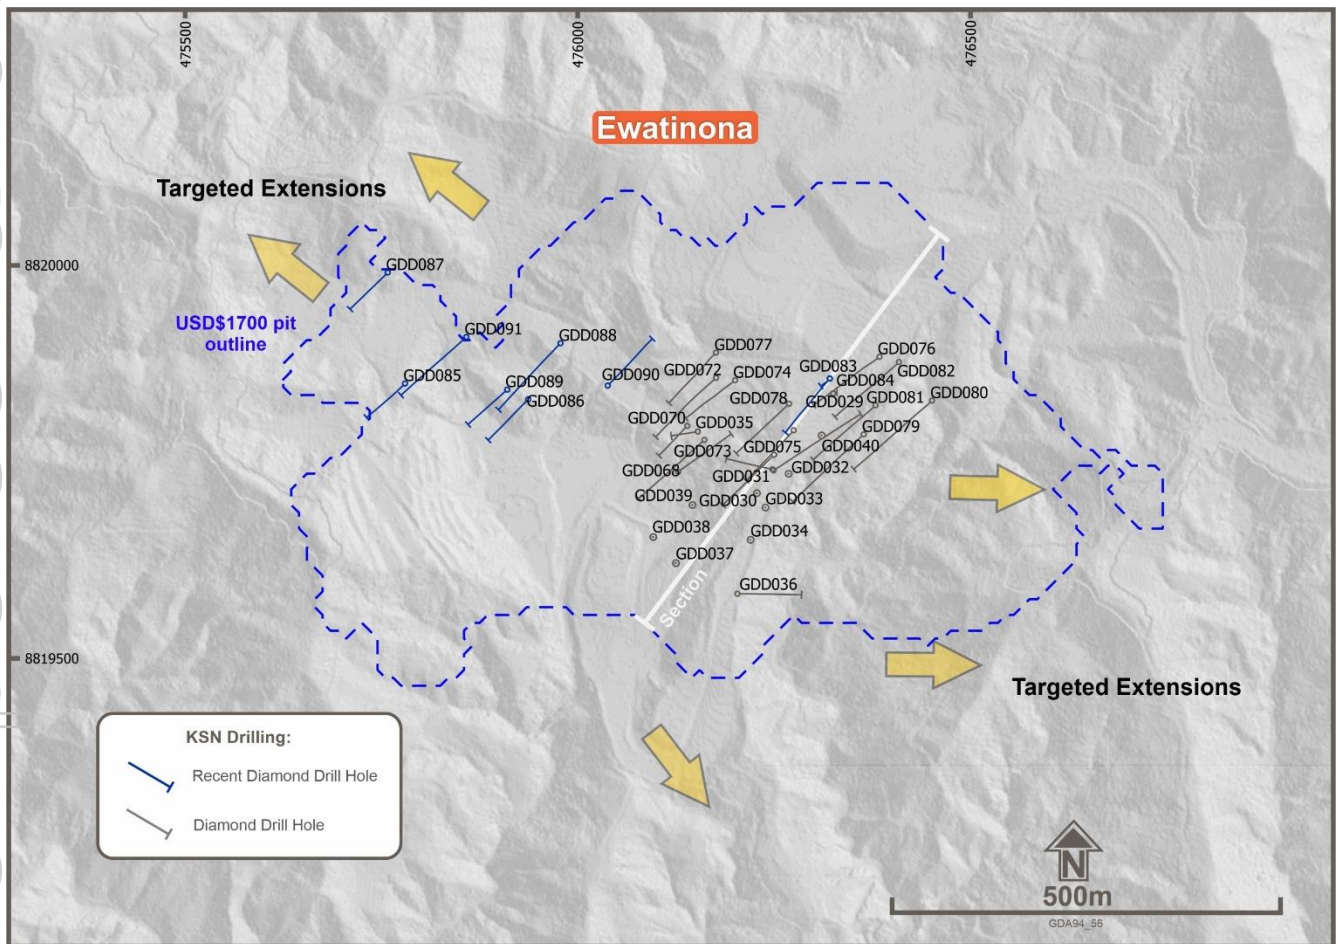 475500
476000
476500
Ewatinona
Targeted Extensions
8820000
GDD087
USD$1700 pit
outline
GDD091
GDD088
GDD077
GDD076
GDD083
GDD082
GDD072
GDD074
GDD084
GDD085
GDD089
GDD090
GDD086
GDD078
GDD029
GDD081
GDD080
GDD070
GDD035
GDD079
GDD073
GDD075
GDD040
GDD068
GDD031
GDD032
GDD039
GDD030
GDD033
GDD038
GDD034
GDD037
GDD036
Section
8819500
Targeted Extensions
KSN Drilling:
Recent Diamond Drill Hole
Diamond Drill Hole
N
500m
GDA94_56